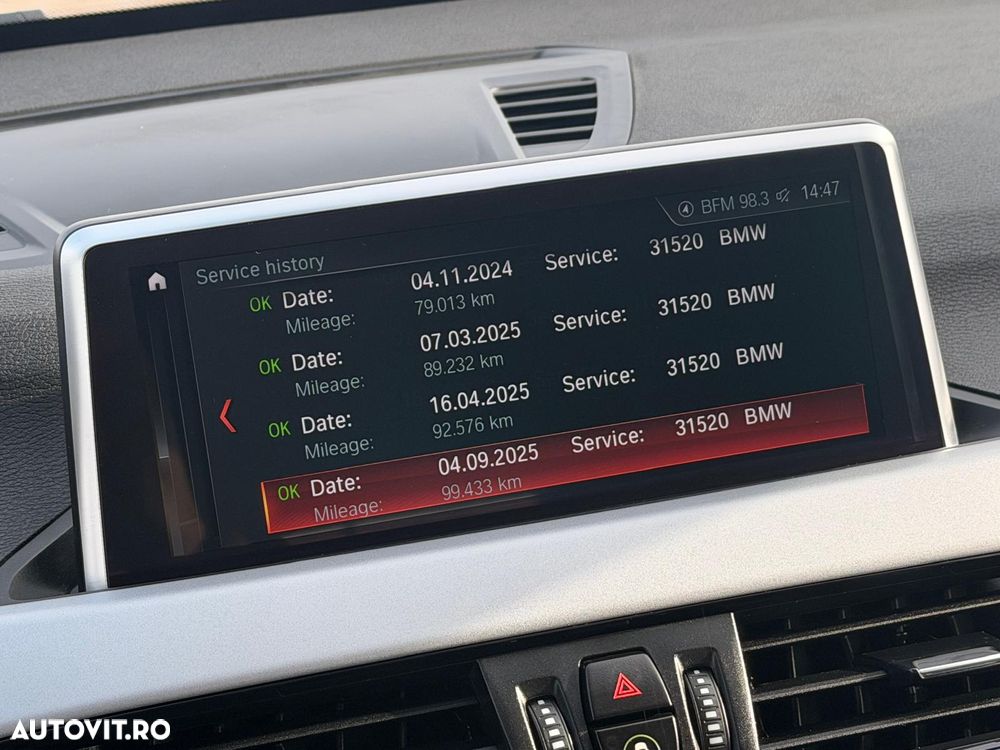 BFM 98.3 14:47
Service history
OK Date: 04.11.2024 Service: 31520 BMW
Mileage: 79.013 km
OK Date: 07.03.2025 Service: 31520 BMW
Mileage: 89.232 km
OK Date: 16.04.2025 Service: 31520 BMW
Mileage: 92.576 km
OK Date: 04.09.2025 Service: 31520 BMW
Mileage: 99.433 km
AUTOVIT.RO